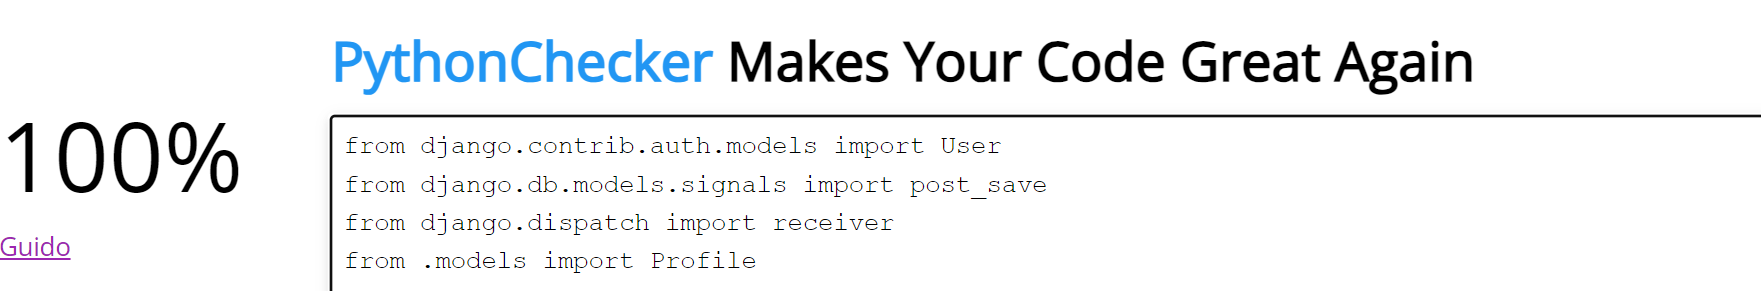 PythonChecker Makes Your Code Great Again
100%
Guido
from django.contrib.auth.models import User
from django.db.models.signals import post_save
from django.dispatch import receiver
from .models import Profile